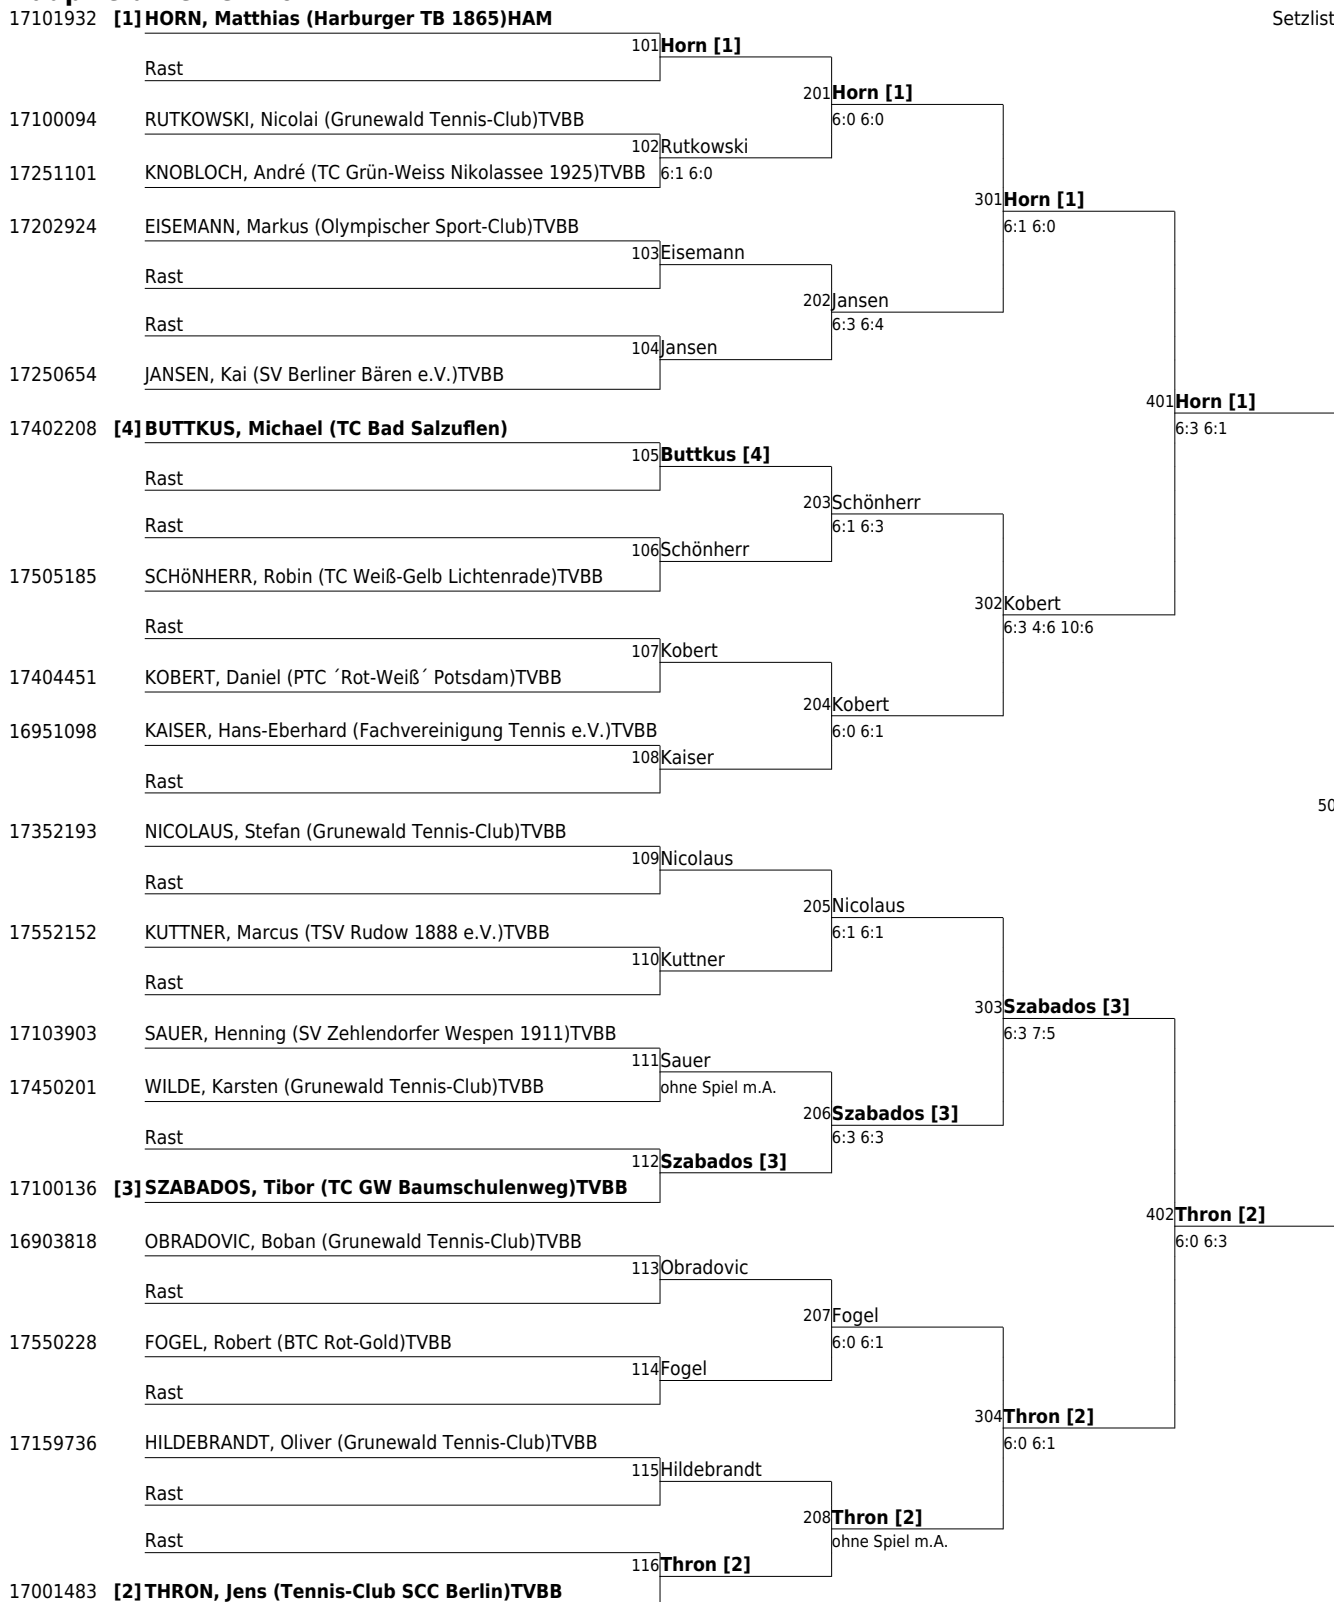 17101932 [1] HORN, Matthias (Harburger TB 1865)HAM Setzlist
101 Horn [1]
Rast
201 Horn [1]
17100094 RUTKOWSKI, Nicolai (Grunewald Tennis-Club)TVBB 6:0 6:0
102 Rutkowski
17251101 KNOBLOCH, André (TC Grün-Weiss Nikolassee 1925)TVBB 6:1 6:0
301 Horn [1]
17202924 EISEMANN, Markus (Olympischer Sport-Club)TVBB 6:1 6:0
103 Eisemann
Rast
202 Jansen
Rast 6:3 6:4
104 Jansen
17250654 JANSEN, Kai (SV Berliner Bären e.V.)TVBB
401 Horn [1]
17402208 [4] BUTTKUS, Michael (TC Bad Salzuflen) 6:3 6:1
105 Buttkus [4]
Rast
203 Schönherr
Rast 6:1 6:3
106 Schönherr
17505185 SCHöNHERR, Robin (TC Weiß-Gelb Lichtenrade)TVBB
302 Kobert
Rast 6:3 4:6 10:6
107 Kobert
17404451 KOBERT, Daniel (PTC ´Rot-Weiß´ Potsdam)TVBB
204 Kobert
16951098 KAISER, Hans-Eberhard (Fachvereinigung Tennis e.V.)TVBB 6:0 6:1
108 Kaiser
Rast
50
17352193 NICOLAUS, Stefan (Grunewald Tennis-Club)TVBB
109 Nicolaus
Rast
205 Nicolaus
17552152 KUTTNER, Marcus (TSV Rudow 1888 e.V.)TVBB 6:1 6:1
110 Kuttner
Rast
303 Szabados [3]
17103903 SAUER, Henning (SV Zehlendorfer Wespen 1911)TVBB 6:3 7:5
111 Sauer
17450201 WILDE, Karsten (Grunewald Tennis-Club)TVBB ohne Spiel m.A.
206 Szabados [3]
Rast 6:3 6:3
112 Szabados [3]
17100136 [3] SZABADOS, Tibor (TC GW Baumschulenweg)TVBB
402 Thron [2]
16903818 OBRADOVIC, Boban (Grunewald Tennis-Club)TVBB 6:0 6:3
113 Obradovic
Rast
207 Fogel
17550228 FOGEL, Robert (BTC Rot-Gold)TVBB 6:0 6:1
114 Fogel
Rast
304 Thron [2]
17159736 HILDEBRANDT, Oliver (Grunewald Tennis-Club)TVBB 6:0 6:1
115 Hildebrandt
Rast
208 Thron [2]
Rast ohne Spiel m.A.
116 Thron [2]
17001483 [2] THRON, Jens (Tennis-Club SCC Berlin)TVBB